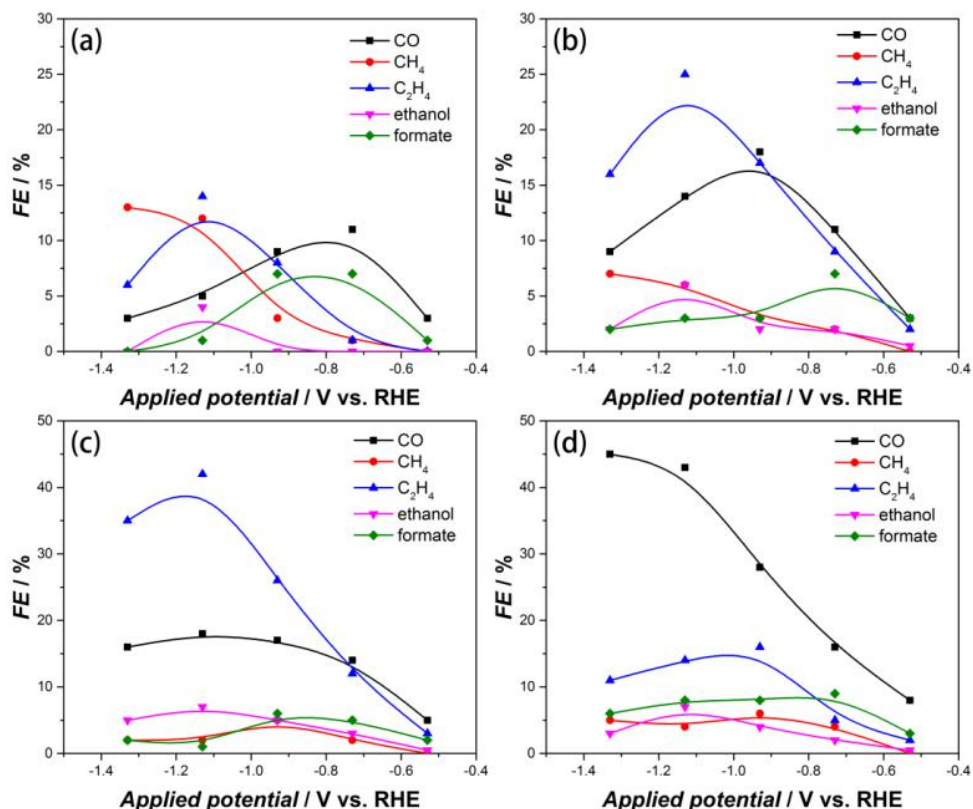 (a)
CO
CH4
C2H4
ethanol
formate
30
25
20
15
10
5
0
FE / %
-1.4 -1.2 -1.0 -0.8 -0.6 -0.4
Applied potential / V vs. RHE
(b)
CO
CH4
C2H4
ethanol
formate
30
25
20
15
10
5
0
FE / %
-1.4 -1.2 -1.0 -0.8 -0.6 -0.4
Applied potential / V vs. RHE
(c)
CO
CH4
C2H4
ethanol
formate
50
40
30
20
10
0
FE / %
-1.4 -1.2 -1.0 -0.8 -0.6 -0.4
Applied potential / V vs. RHE
(d)
CO
CH4
C2H4
ethanol
formate
50
40
30
20
10
0
FE / %
-1.4 -1.2 -1.0 -0.8 -0.6 -0.4
Applied potential / V vs. RHE